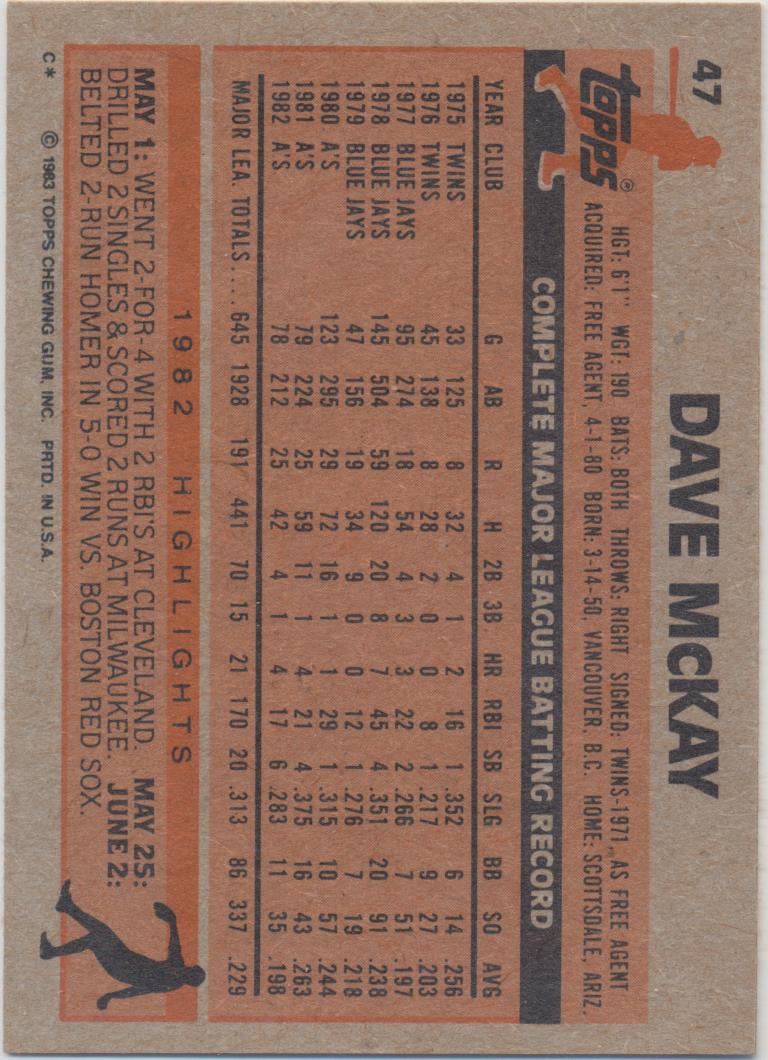 47
DAVE McKAY
TOPPS®
HGT: 6'1" WGT: 190 BATS: BOTH THROWS: RIGHT SIGNED: TWINS-1971, AS FREE AGENT
ACQUIRED: FREE AGENT, 4-1-80 BORN: 3-14-50, VANCOUVER, B.C. HOME: SCOTTSDALE, ARIZ.
COMPLETE MAJOR LEAGUE BATTING RECORD
YEAR CLUB G AB R H 2B 3B HR RBI SB SLG BB SO AVG
1975 TWINS 33 125 8 32 4 1 2 16 1 .352 6 14 .256
1976 TWINS 45 138 8 28 2 0 0 8 1 .217 9 27 .203
1977 BLUE JAYS 95 274 18 54 4 3 3 22 2 .266 7 51 .197
1978 BLUE JAYS 145 504 59 120 20 8 7 45 4 .351 20 91 .238
1979 BLUE JAYS 47 156 19 34 9 0 0 12 1 .276 7 19 .218
1980 A'S 123 295 29 72 16 1 1 29 1 .315 10 57 .244
1981 A'S 79 224 25 59 11 1 4 21 4 .375 16 43 .263
1982 A'S 78 212 25 42 4 1 4 17 6 .283 11 35 .198
MAJOR LEA. TOTALS.... 645 1928 191 441 70 15 21 170 20 .313 86 337 .229
1982 HIGHLIGHTS
MAY 1: WENT 2-FOR-4 WITH 2 RBI'S AT CLEVELAND. MAY 25:
DRILLED 2 SINGLES & SCORED 2 RUNS AT MILWAUKEE. JUNE 2:
BELTED 2-RUN HOMER IN 5-0 WIN VS. BOSTON RED SOX.
C* © 1983 TOPPS CHEWING GUM, INC. PRTD. IN U.S.A.